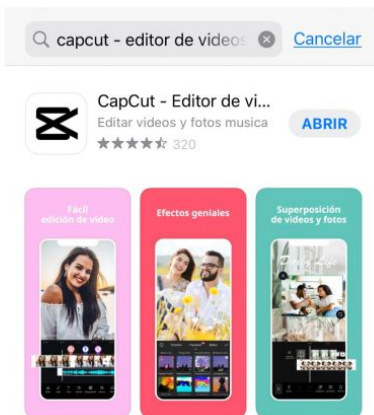 capcut - editor de videos Cancelar
CapCut - Editor de vi...
Editar videos y fotos musica
ABRIR
320
Fácil
edición de video
Efectos geniales
Superposición
de videos y fotos